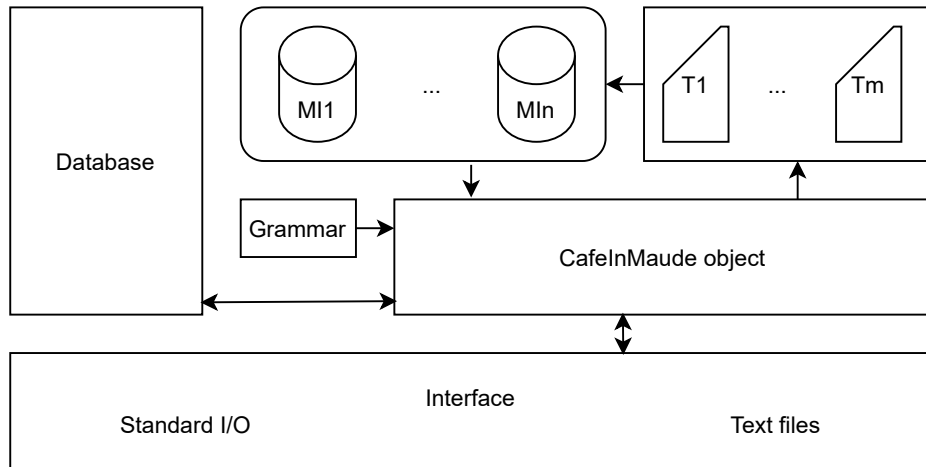 T1 ... Tm
MI1 ... MIn
Database
Grammar
CafeInMaude object
Interface
Standard I/O
Text files